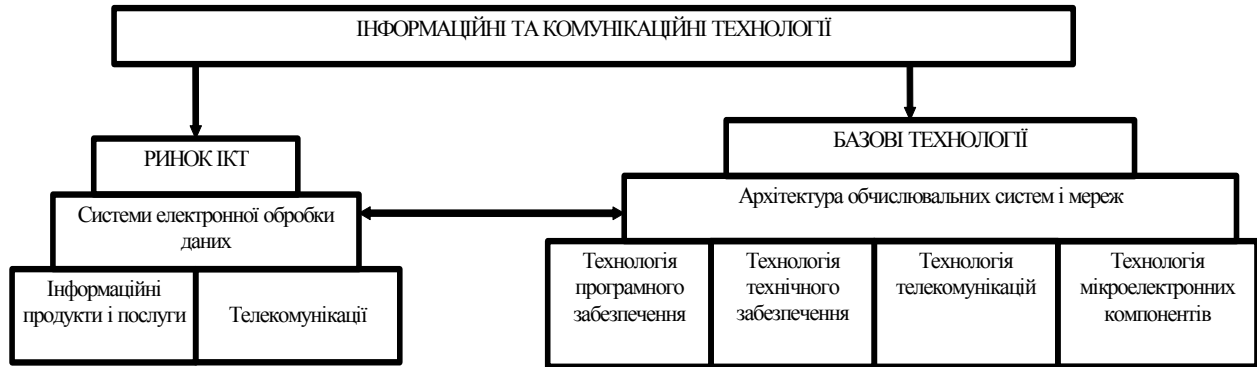 ІНФОРМАЦІЙНІ ТА КОМУНІКАЦІЙНІ ТЕХНОЛОГІЇ
РИНОК ІКТ
Системи електронної обробки
даних
Інформаційні
продукти і послуги
Телекомунікації
БАЗОВІ ТЕХНОЛОГІЇ
Архітектура обчислювальних систем і мереж
Технологія
програмного
забезпечення
Технологія
технічного
забезпечення
Технологія
телекомунікацій
Технологія
мікроелектронних
компонентів